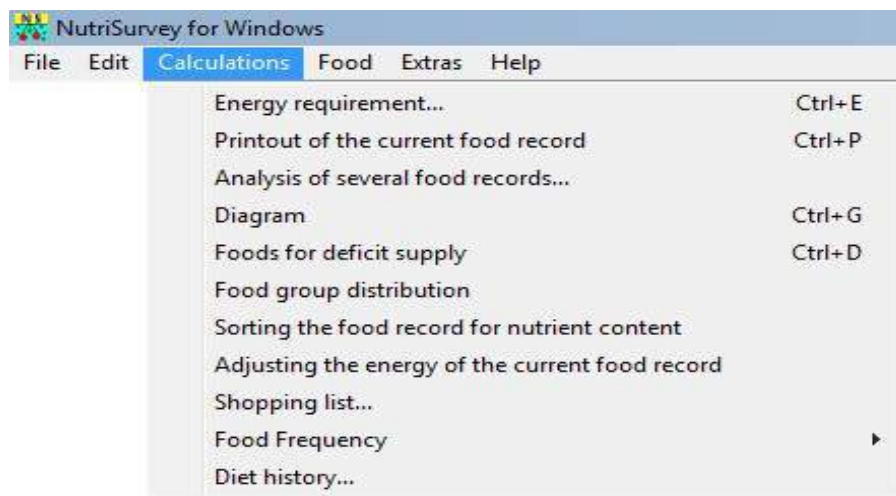 NutriSurvey for Windows
File Edit Calculations Food Extras Help
Energy requirement... Ctrl+E
Printout of the current food record Ctrl+P
Analysis of several food records...
Diagram Ctrl+G
Foods for deficit supply Ctrl+D
Food group distribution
Sorting the food record for nutrient content
Adjusting the energy of the current food record
Shopping list...
Food Frequency
Diet history...